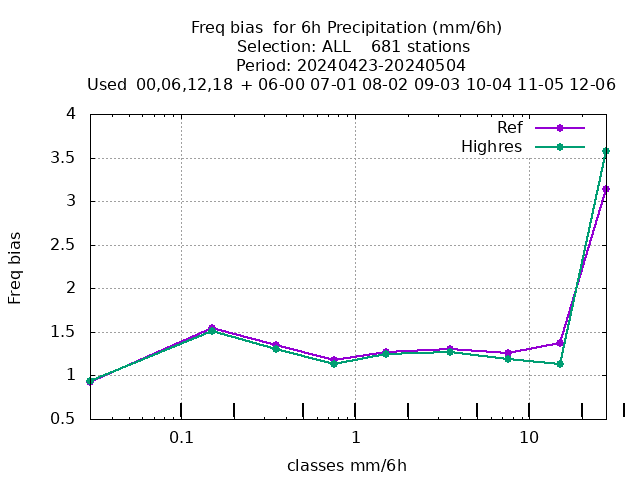 Freq bias  for 6h Precipitation (mm/6h)
Selection: ALL    681 stations
Period: 20240423-20240504
Used  00,06,12,18 + 06-00 07-01 08-02 09-03 10-04 11-05 12-06
Ref
Highres
4
3.5
3
2.5
2
1.5
1
0.5
Freq bias
0.1
1
10
classes mm/6h